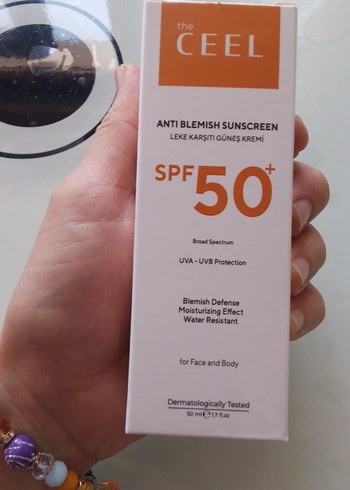 the
CEEL
ANTI BLEMISH SUNSCREEN
LEKE KARŞITI GÜNEŞ KREMİ
SPF 50+
Broad Spectrum
UVA - UVB Protection
Blemish Defense
Moisturizing Effect
Water Resistant
for Face and Body
Dermatologically Tested
50 ml ℮ 1.7 fl.oz